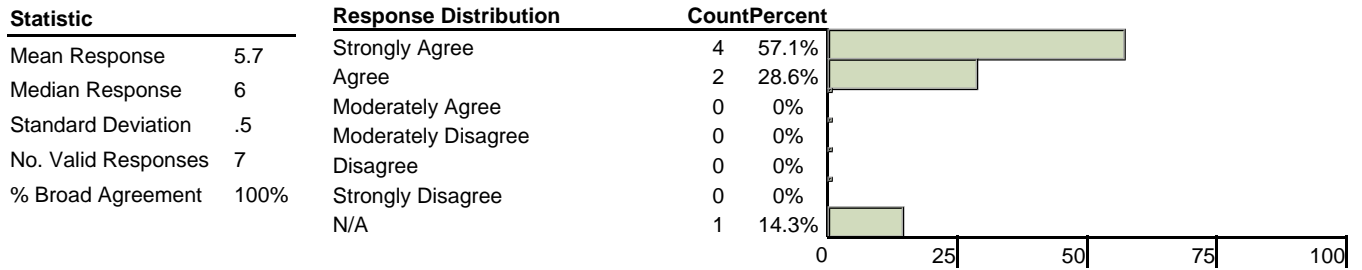 Statistic
Mean Response 5.7
Median Response 6
Standard Deviation .5
No. Valid Responses 7
% Broad Agreement 100%
Response Distribution CountPercent
Strongly Agree 4 57.1%
Agree 2 28.6%
Moderately Agree 0 0%
Moderately Disagree 0 0%
Disagree 0 0%
Strongly Disagree 0 0%
N/A 1 14.3%
0 25 50 75 100